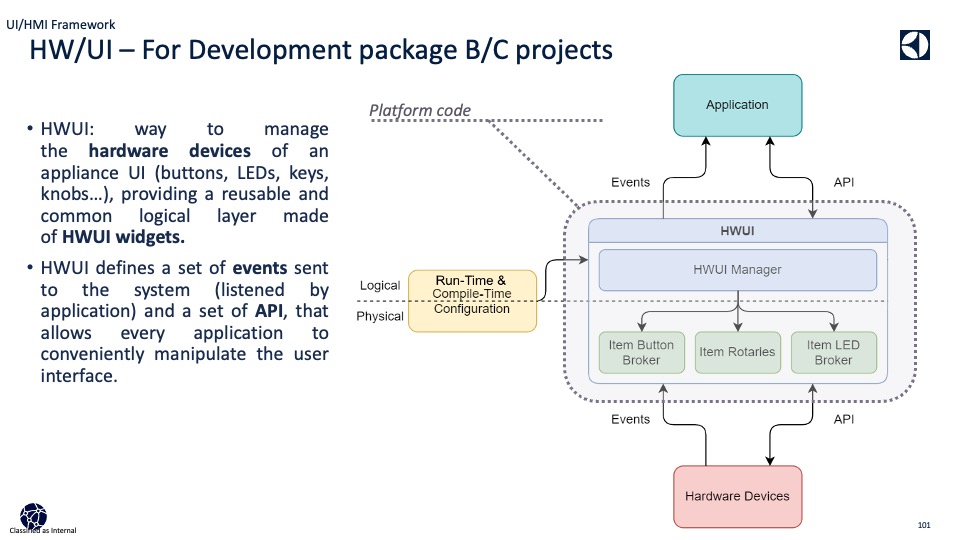 UI/HMI Framework
HW/UI – For Development package B/C projects
• HWUI: way to manage
the hardware devices of an
appliance UI (buttons, LEDs, keys,
knobs…), providing a reusable and
common logical layer made
of HWUI widgets.
• HWUI defines a set of events sent
to the system (listened by
application) and a set of API, that
allows every application to
conveniently manipulate the user
interface.
Platform code
Application
Events
API
HWUI
HWUI Manager
Logical
Physical
Run-Time &
Compile-Time
Configuration
Item Button
Broker
Item Rotaries
Item LED
Broker
Events
API
Hardware Devices
Classified as Internal
101